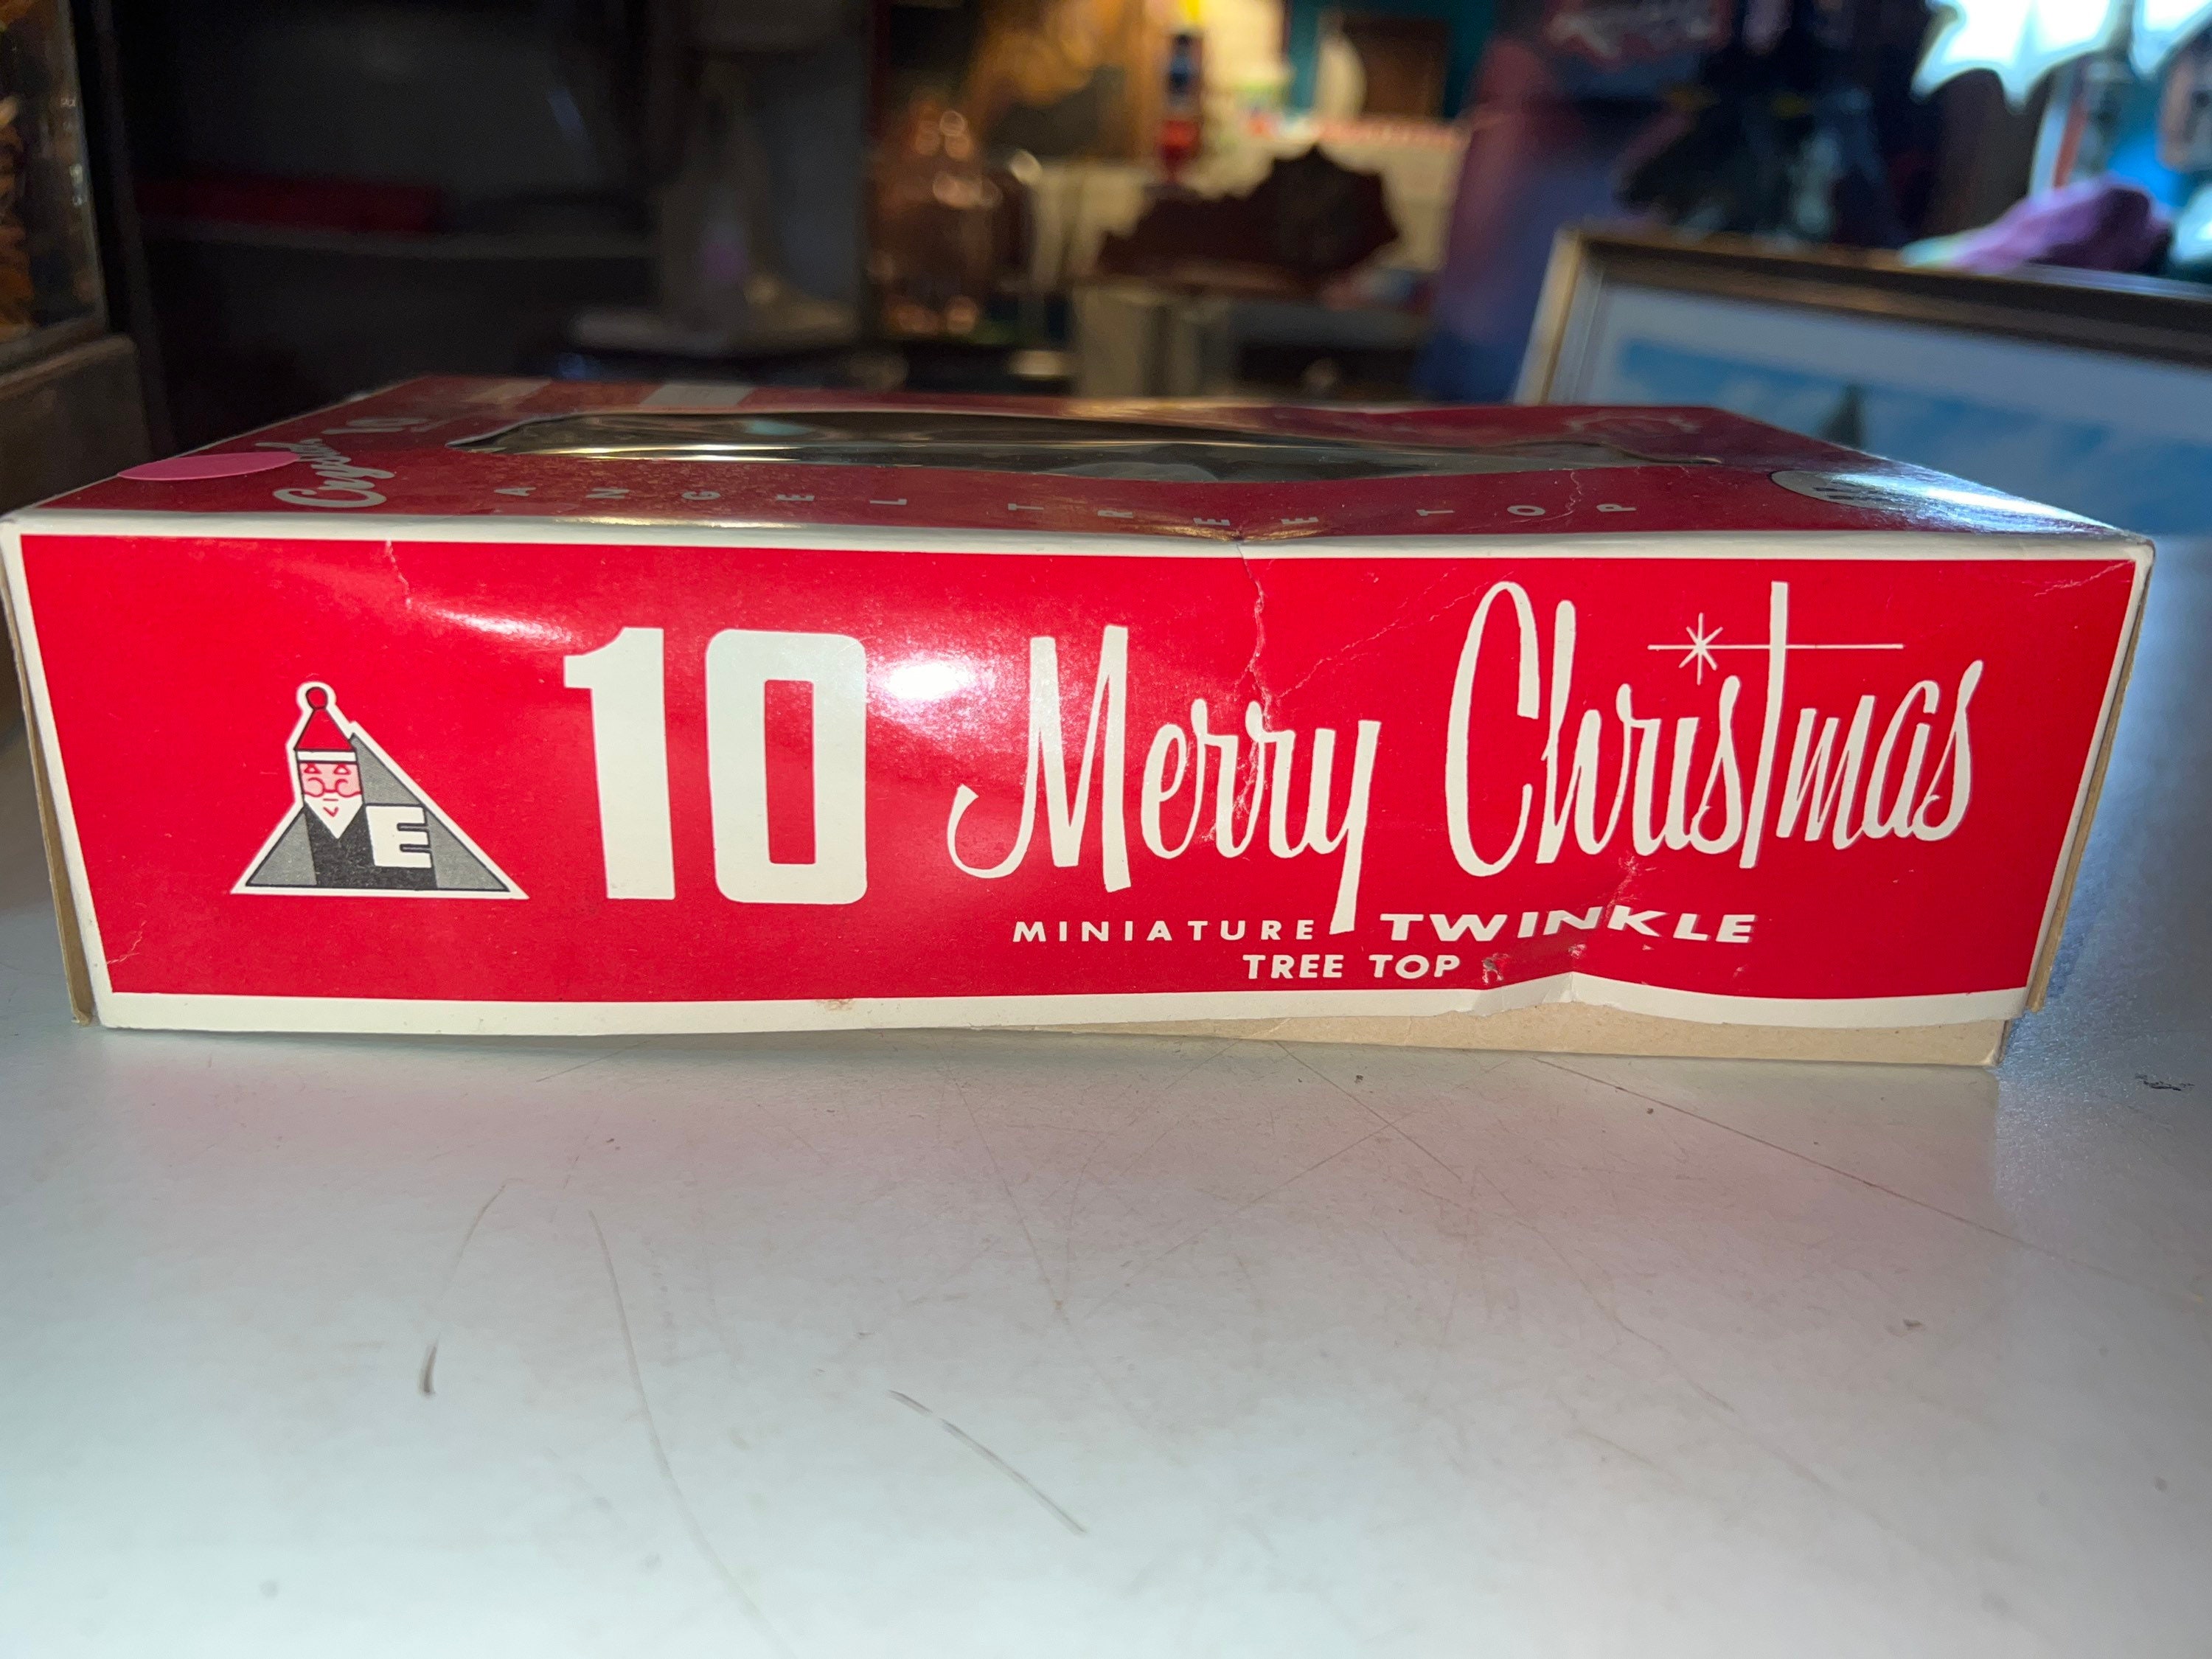 ANGEL TREE TOP
E
10 Merry Christmas
MINIATURE TWINKLE
TREE TOP